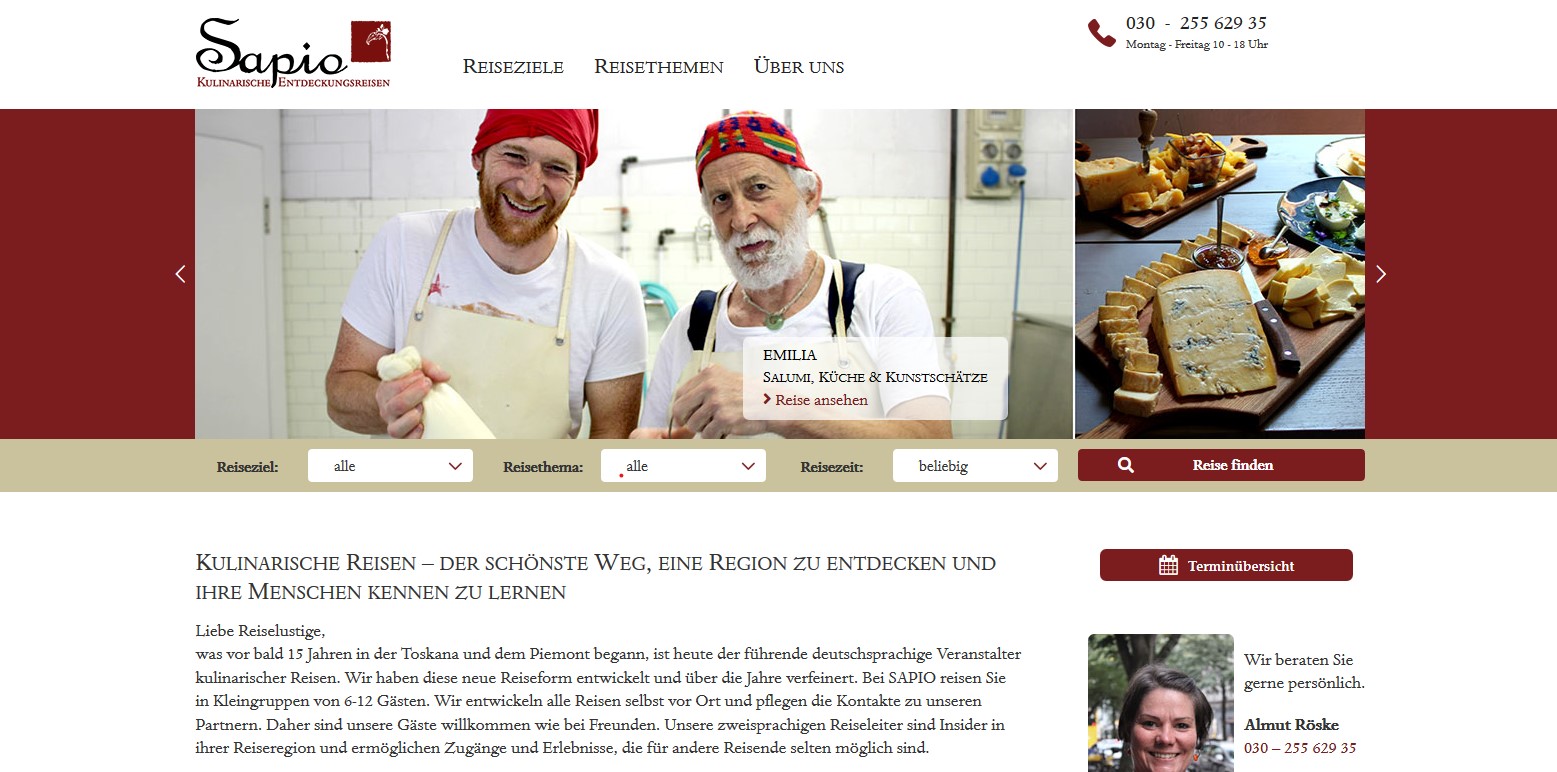 Sapio
Kulinarische Entdeckungsreisen
Reiseziele Reisethemen Über uns
030 - 255 629 35
Montag - Freitag 10 - 18 Uhr
EMILIA
Salumi, Küche & Kunstschätze
Reise ansehen
Reiseziel: alle Reisethema: alle Reisezeit: beliebig Reise finden
Kulinarische Reisen – der schönste Weg, eine Region zu entdecken und
ihre Menschen kennen zu lernen
Liebe Reiselustige,
was vor bald 15 Jahren in der Toskana und dem Piemont begann, ist heute der führende deutschsprachige Veranstalter
kulinarischer Reisen. Wir haben diese neue Reiseform entwickelt und über die Jahre verfeinert. Bei SAPIO reisen Sie
in Kleingruppen von 6-12 Gästen. Wir entwickeln alle Reisen selbst vor Ort und pflegen die Kontakte zu unseren
Partnern. Daher sind unsere Gäste willkommen wie bei Freunden. Unsere zweisprachigen Reiseleiter sind Insider in
ihrer Reiseregion und ermöglichen Zugänge und Erlebnisse, die für andere Reisende selten möglich sind.
Terminübersicht
Wir beraten Sie
gerne persönlich.
Almut Röske
030 – 255 629 35